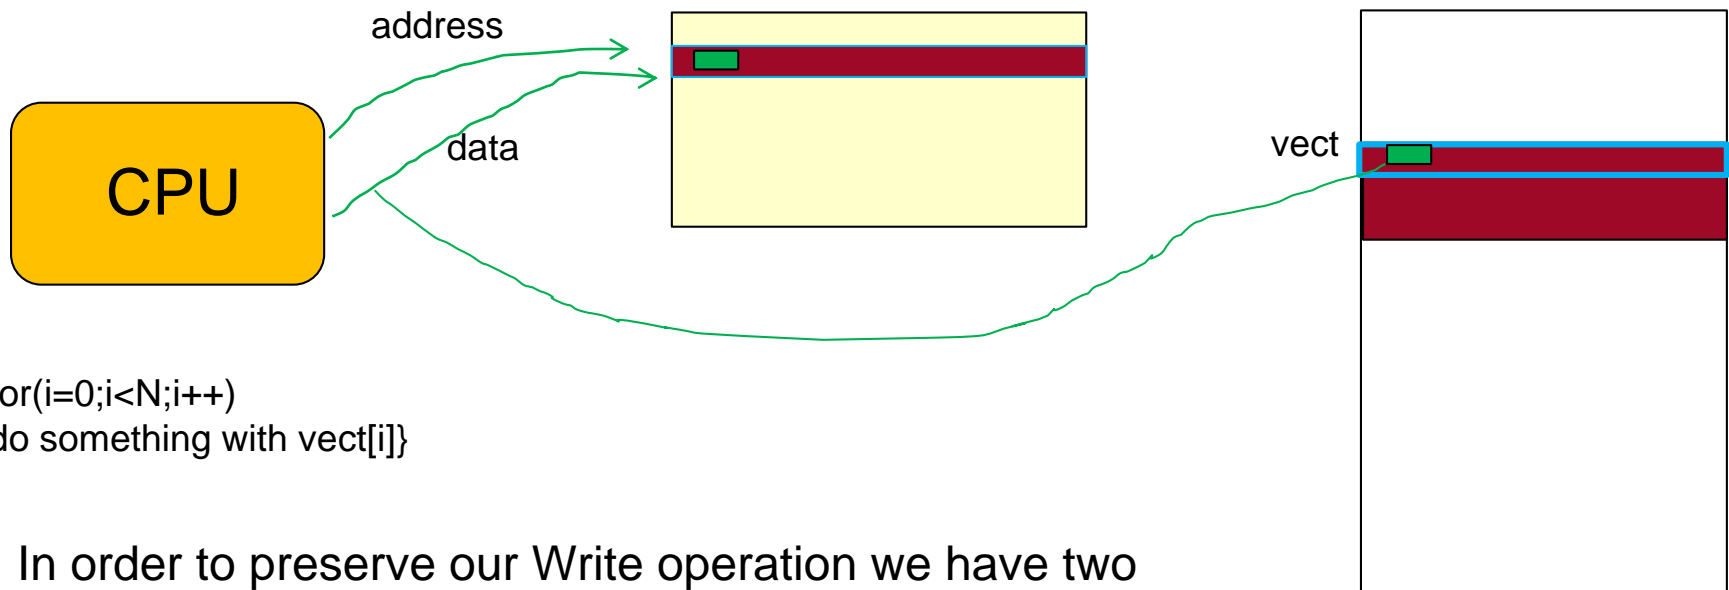 address
data
vect
CPU
or(i=0;i<N;i++)
do something with vect[i]}
In order to preserve our Write operation we have two